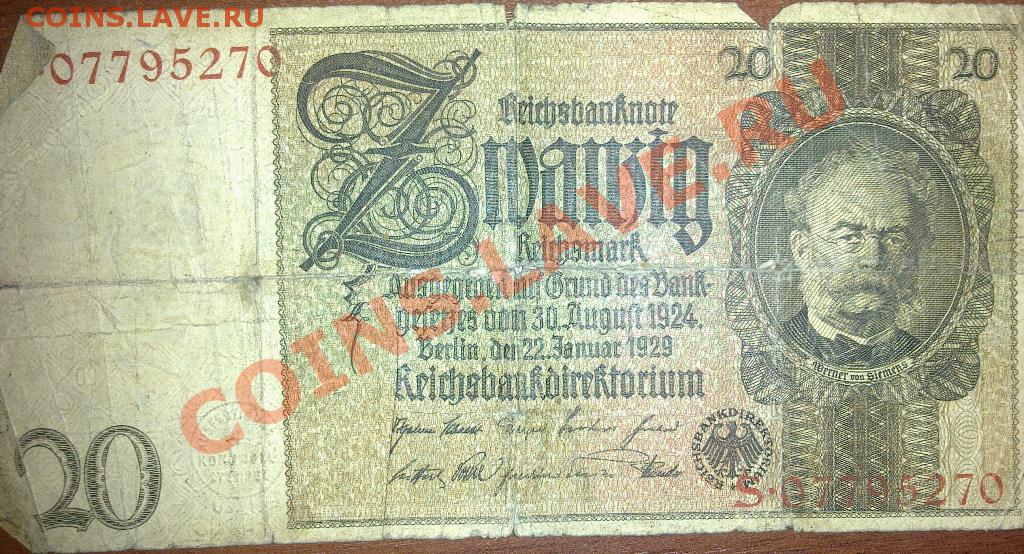 COINS.LAVE.RU
07795270
20
20
Reichsbanknote
Zwanzig
Reichsmark
Ausgegeben auf Grund des Bank-
gesetzes vom 30. August 1924.
Berlin, den 22. Januar 1929
Reichsbankdirektorium
COINS.LAVE.RU
Werner von Siemens
REICHSBANKDIREKTORIUM
20
S·07795270